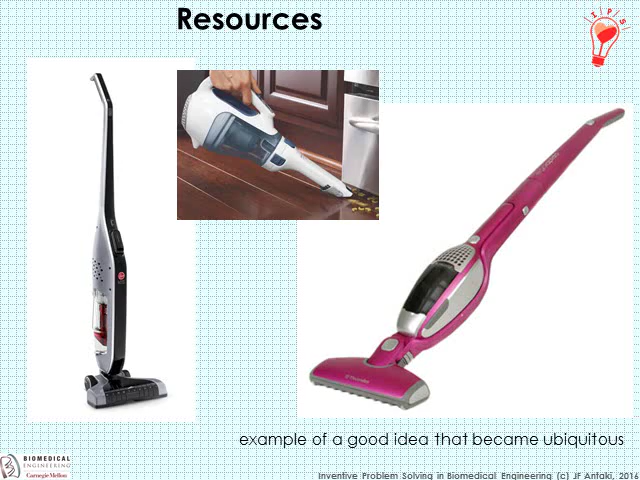 Resources
I P S
example of a good idea that became ubiquitous
BIOMEDICAL
ENGINEERING
Carnegie Mellon
Inventive Problem Solving in Biomedical Engineering (c) JF Antaki, 2016